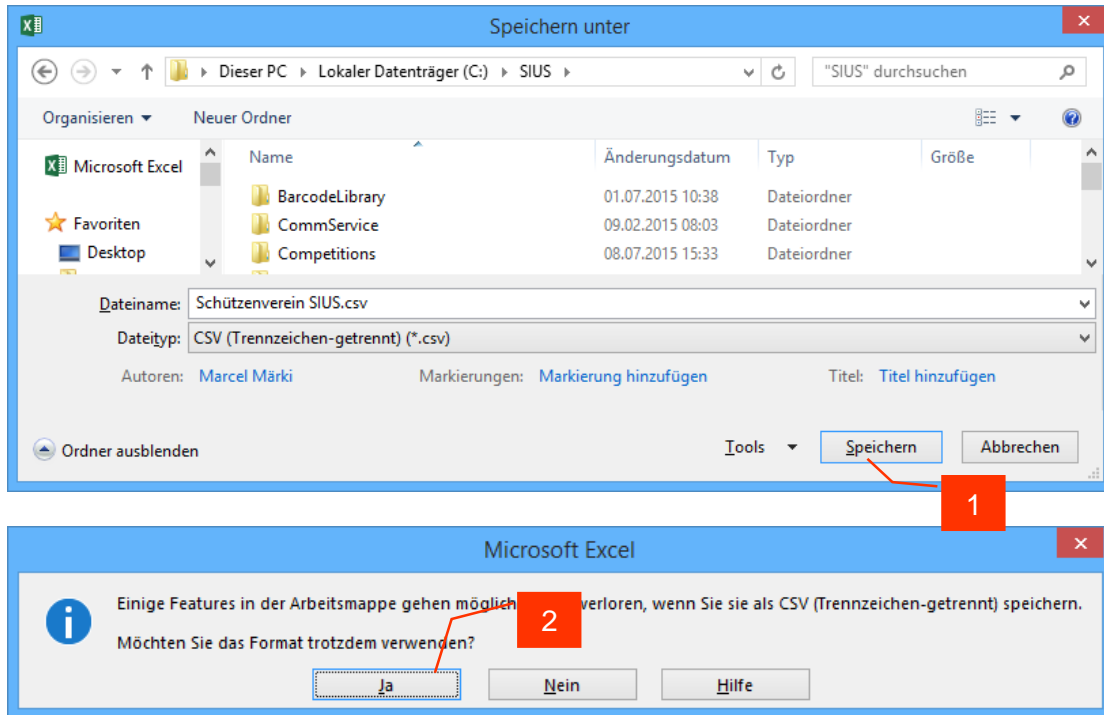 Speichern unter
Dieser PC Lokaler Datenträger (C:) SIUS "SIUS" durchsuchen
Organisieren Neuer Ordner
Microsoft Excel Name Änderungsdatum Typ Größe
BarcodeLibrary 01.07.2015 10:38 Dateiordner
Favoriten CommService 09.02.2015 08:03 Dateiordner
Desktop Competitions 08.07.2015 15:33 Dateiordner
Dateiname: Schützenverein SIUS.csv
Dateityp: CSV (Trennzeichen-getrennt) (*.csv)
Autoren: Marcel Märki Markierungen: Markierung hinzufügen Titel: Titel hinzufügen
Ordner ausblenden Tools Speichern Abbrechen
1
Microsoft Excel
Einige Features in der Arbeitsmappe gehen möglich verloren, wenn Sie sie als CSV (Trennzeichen-getrennt) speichern.
2
Möchten Sie das Format trotzdem verwenden?
Ja Nein Hilfe